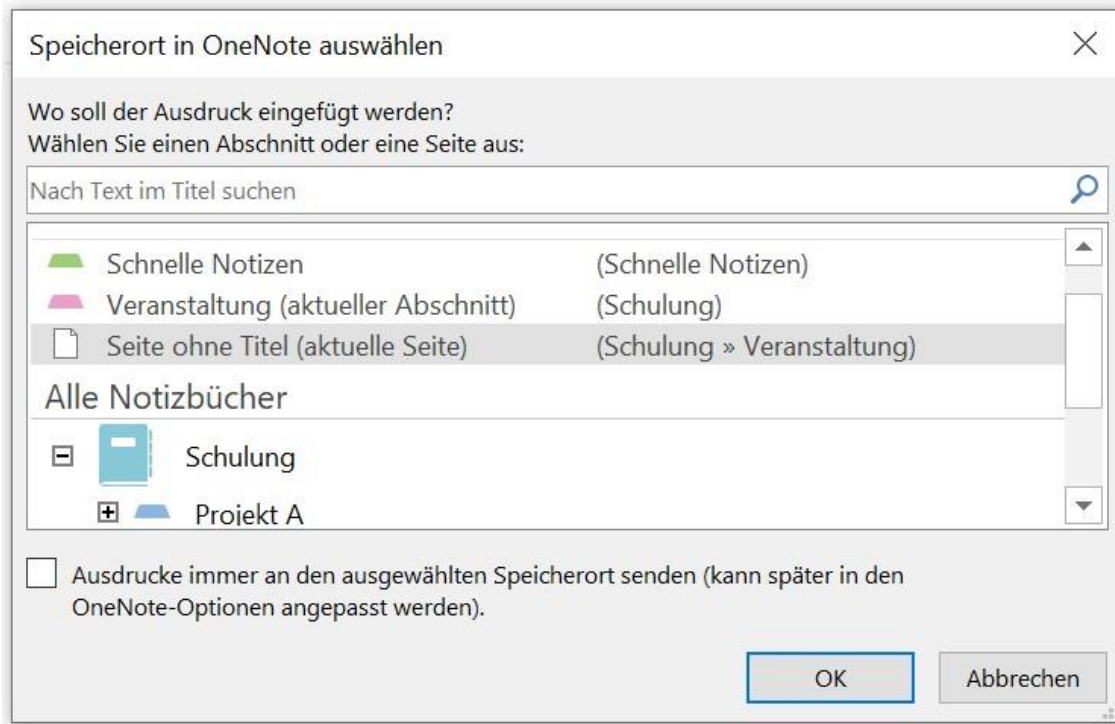 Speicherort in OneNote auswählen
Wo soll der Ausdruck eingefügt werden?
Wählen Sie einen Abschnitt oder eine Seite aus:
Nach Text im Titel suchen
Schnelle Notizen (Schnelle Notizen)
Veranstaltung (aktueller Abschnitt) (Schulung)
Seite ohne Titel (aktuelle Seite) (Schulung » Veranstaltung)
Alle Notizbücher
Schulung
Projekt A
Ausdrucke immer an den ausgewählten Speicherort senden (kann später in den
OneNote-Optionen angepasst werden).
OK Abbrechen